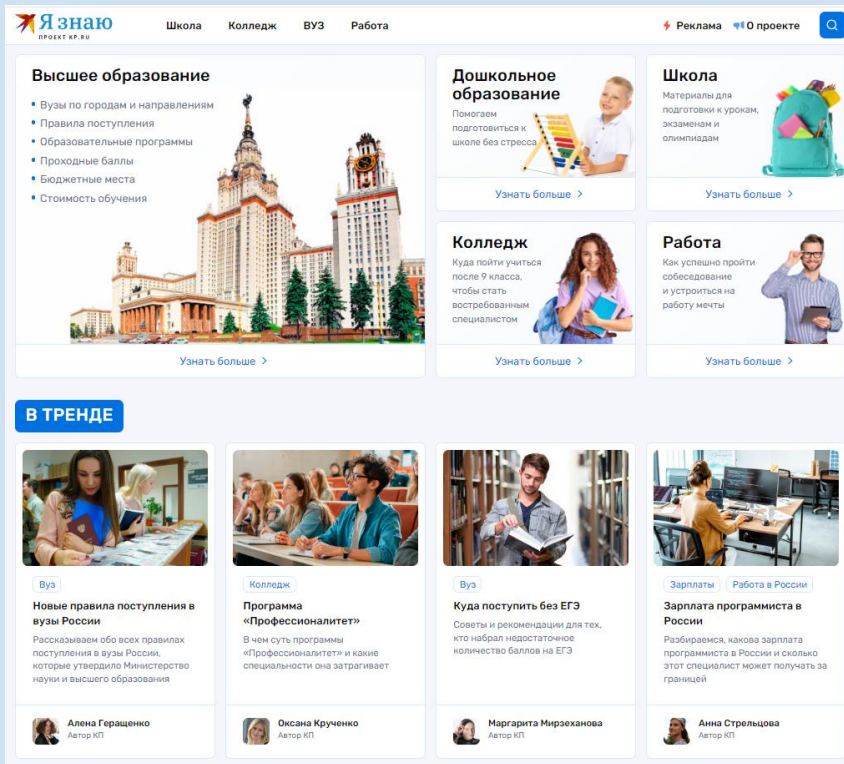 Я знаю
ПРОЕКТ KP.RU
Школа
Колледж
ВУЗ
Работа
Реклама
О проекте
Высшее образование
Вузы по городам и направлениям
Правила поступления
Образовательные программы
Проходные баллы
Бюджетные места
Стоимость обучения
Узнать больше
Дошкольное
образование
Помогаем
подготовиться к
школе без стресса
Узнать больше
Школа
Материалы для
подготовки к урокам,
экзаменам и
олимпиадам
Узнать больше
Колледж
Куда пойти учиться
после 9 класса,
чтобы стать
востребованным
специалистом
Узнать больше
Работа
Как успешно пройти
собеседование
и устроиться на
работу мечты
Узнать больше
В ТРЕНДЕ
Вуз
Новые правила поступления в
вузы России
Рассказываем обо всех правилах
поступления в вузы России,
которые утвердило Министерство
науки и высшего образования
Алена Геращенко
Автор КП
Колледж
Программа
«Профессионалитет»
В чем суть программы
«Профессионалитет» и какие
специальности она затрагивает
Оксана Крученко
Автор КП
Вуз
Куда поступить без ЕГЭ
Советы и рекомендации для тех,
кто набрал недостаточное
количество баллов на ЕГЭ
Маргарита Мирзеханова
Автор КП
Зарплаты
Работа в России
Зарплата программиста в
России
Разбираемся, какова зарплата
программиста в России и сколько
этот специалист может получать за
границей
Анна Стрельцова
Автор КП